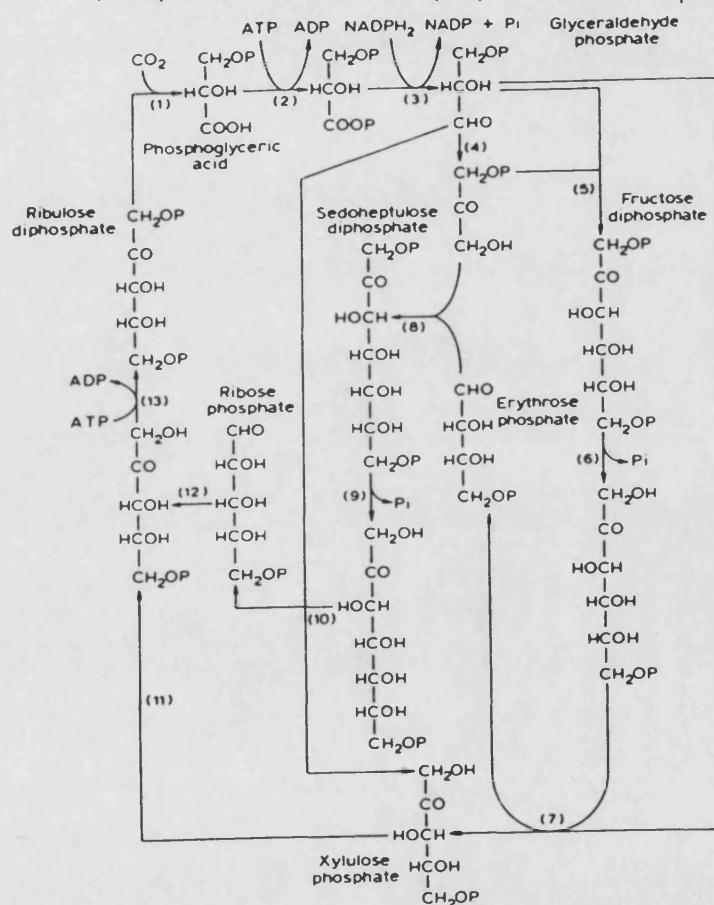 ATP ADP NADPH₂ NADP + Pi
Glyceraldehyde
phosphate
CO₂
(1)
CH₂OP
HCOH
COOH
Phosphoglyceric
acid
(2)
CH₂OP
HCOH
COOP
(3)
CH₂OP
HCOH
CHO
(4)
CH₂OP
CO
CH₂OH
(5)
Fructose
diphosphate
CH₂OP
CO
HOCH
HCOH
HCOH
CH₂OP
(6)
Pi
CH₂OH
CO
HOCH
HCOH
HCOH
CH₂OP
(7)
Sedoheptulose
diphosphate
CH₂OP
CO
HOCH
(8)
HCOH
HCOH
HCOH
CH₂OP
CHO
HCOH
HCOH
CH₂OP
Erythrose
phosphate
(9)
Pi
CH₂OH
CO
HOCH
HCOH
HCOH
HCOH
CH₂OP
(10)
Ribose
phosphate
CHO
HCOH
HCOH
HCOH
CH₂OP
(12)
Ribulose
diphosphate
CH₂OP
CO
HCOH
HCOH
CH₂OP
ADP
(13)
ATP
CH₂OH
CO
HCOH
HCOH
CH₂OP
(11)
CH₂OH
CO
HOCH
HCOH
CH₂OP
Xylulose
phosphate